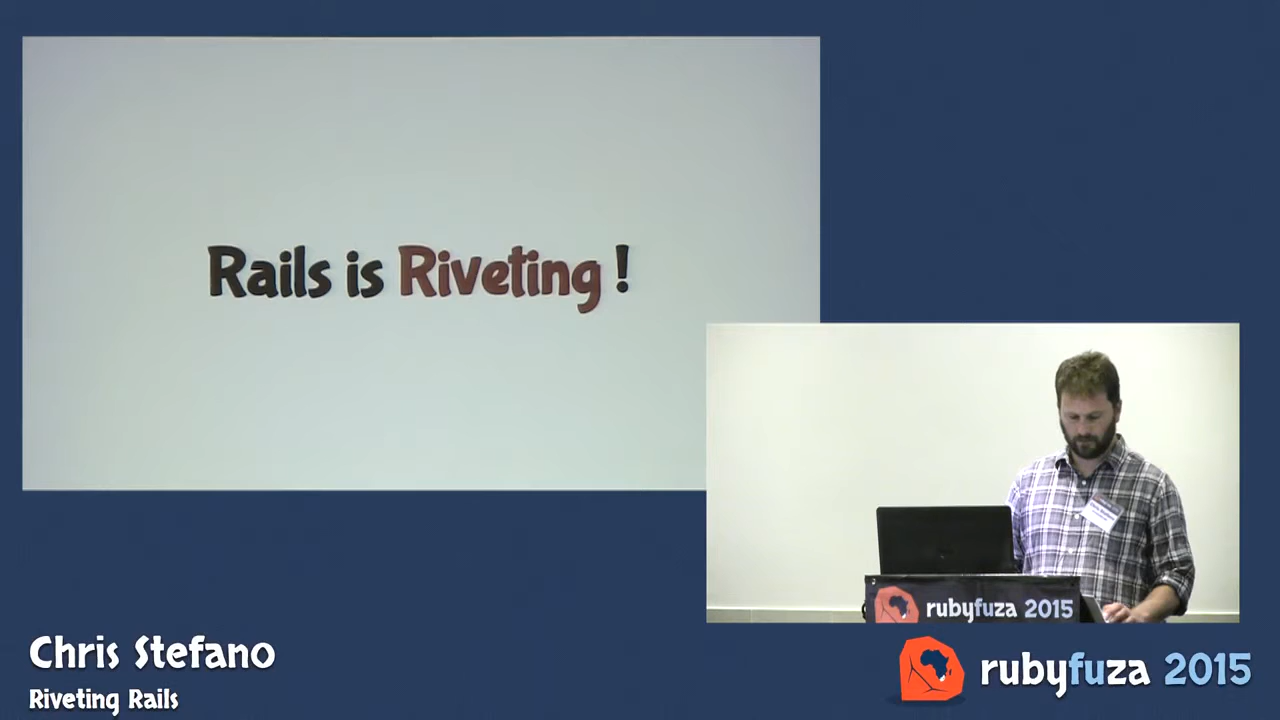 Rails is Riveting !
rubyfuza 2015
Chris Stefano
Riveting Rails
rubyfuza 2015